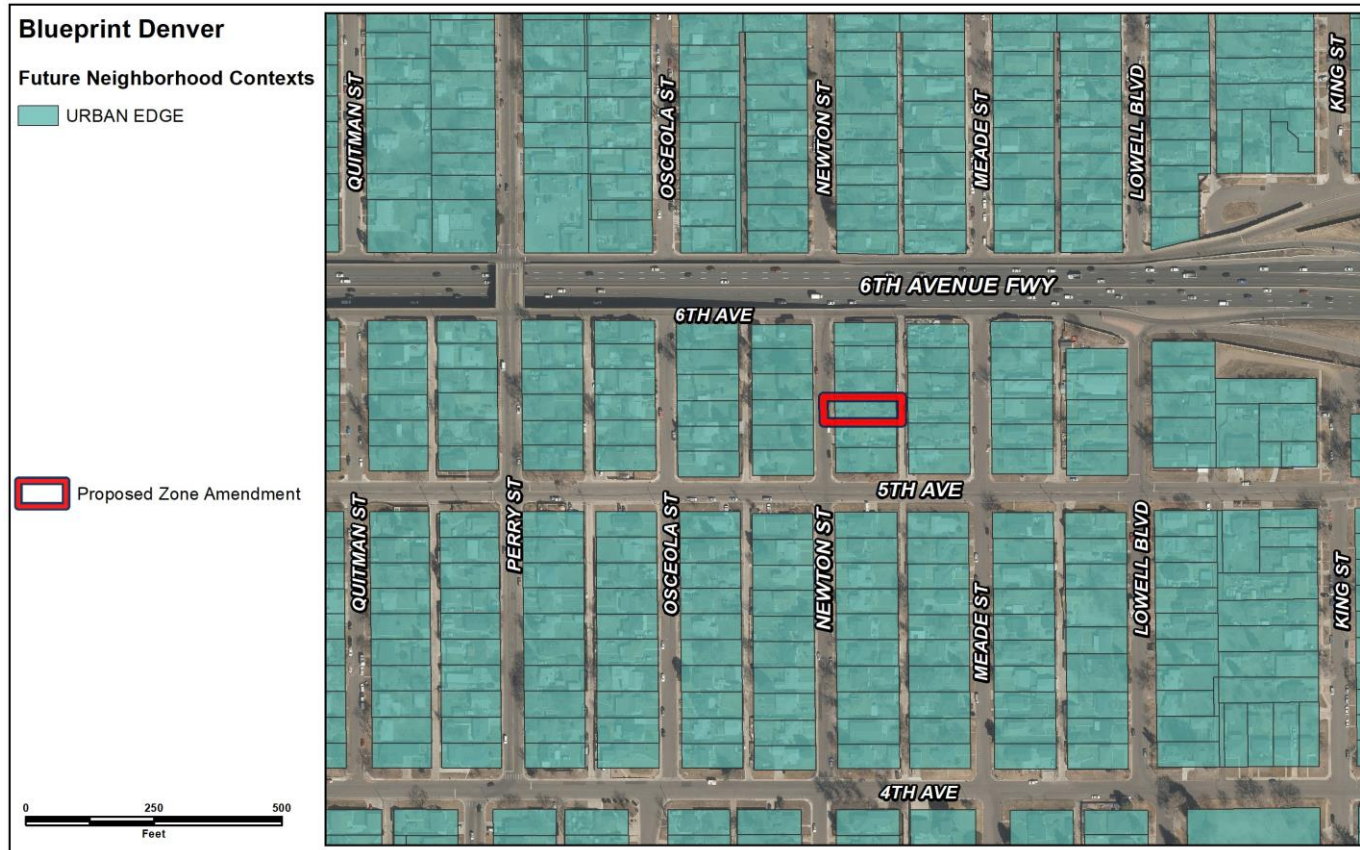 Blueprint Denver
Future Neighborhood Contexts
URBAN EDGE
Proposed Zone Amendment
0 250 500
Feet
QUITMAN ST
OSCEOLA ST
NEWTON ST
MEADE ST
LOWELL BLVD
KING ST
6TH AVENUE FWY
6TH AVE
5TH AVE
QUITMAN ST
PERRY ST
OSCEOLA ST
NEWTON ST
MEADE ST
LOWELL BLVD
KING ST
4TH AVE